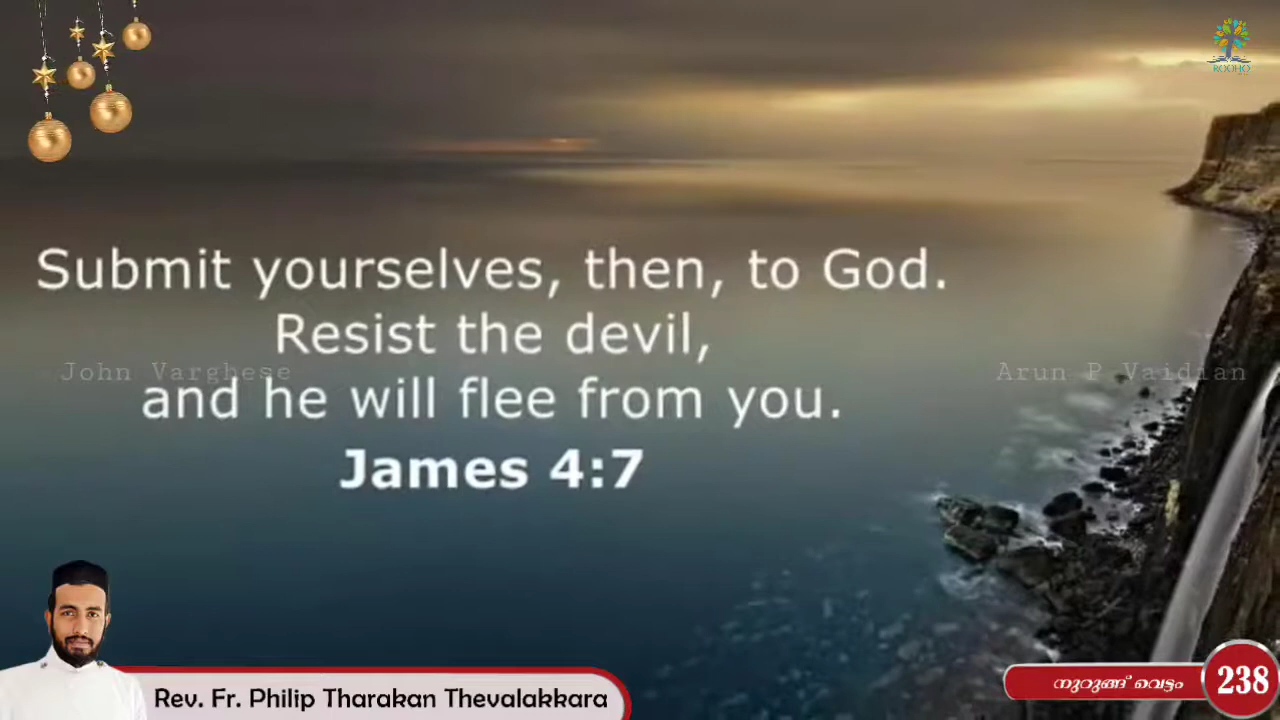 ROOHO
Submit yourselves, then, to God.
Resist the devil,
John Varghese
Arun P Vaidian
and he will flee from you.
James 4:7
Rev. Fr. Philip Tharakan Thevalakkara
നുറുങ്ങ് വെട്ടം
238